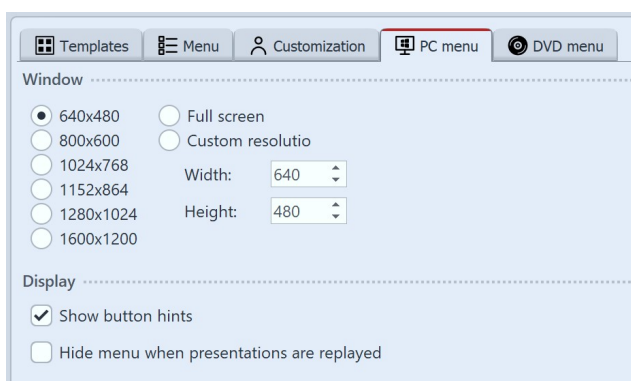 Templates Menu Customization PC menu DVD menu
Window
640x480 Full screen
800x600 Custom resolutio
1024x768
Width: 640
1152x864
Height: 480
1280x1024
1600x1200
Display
Show button hints
Hide menu when presentations are replayed